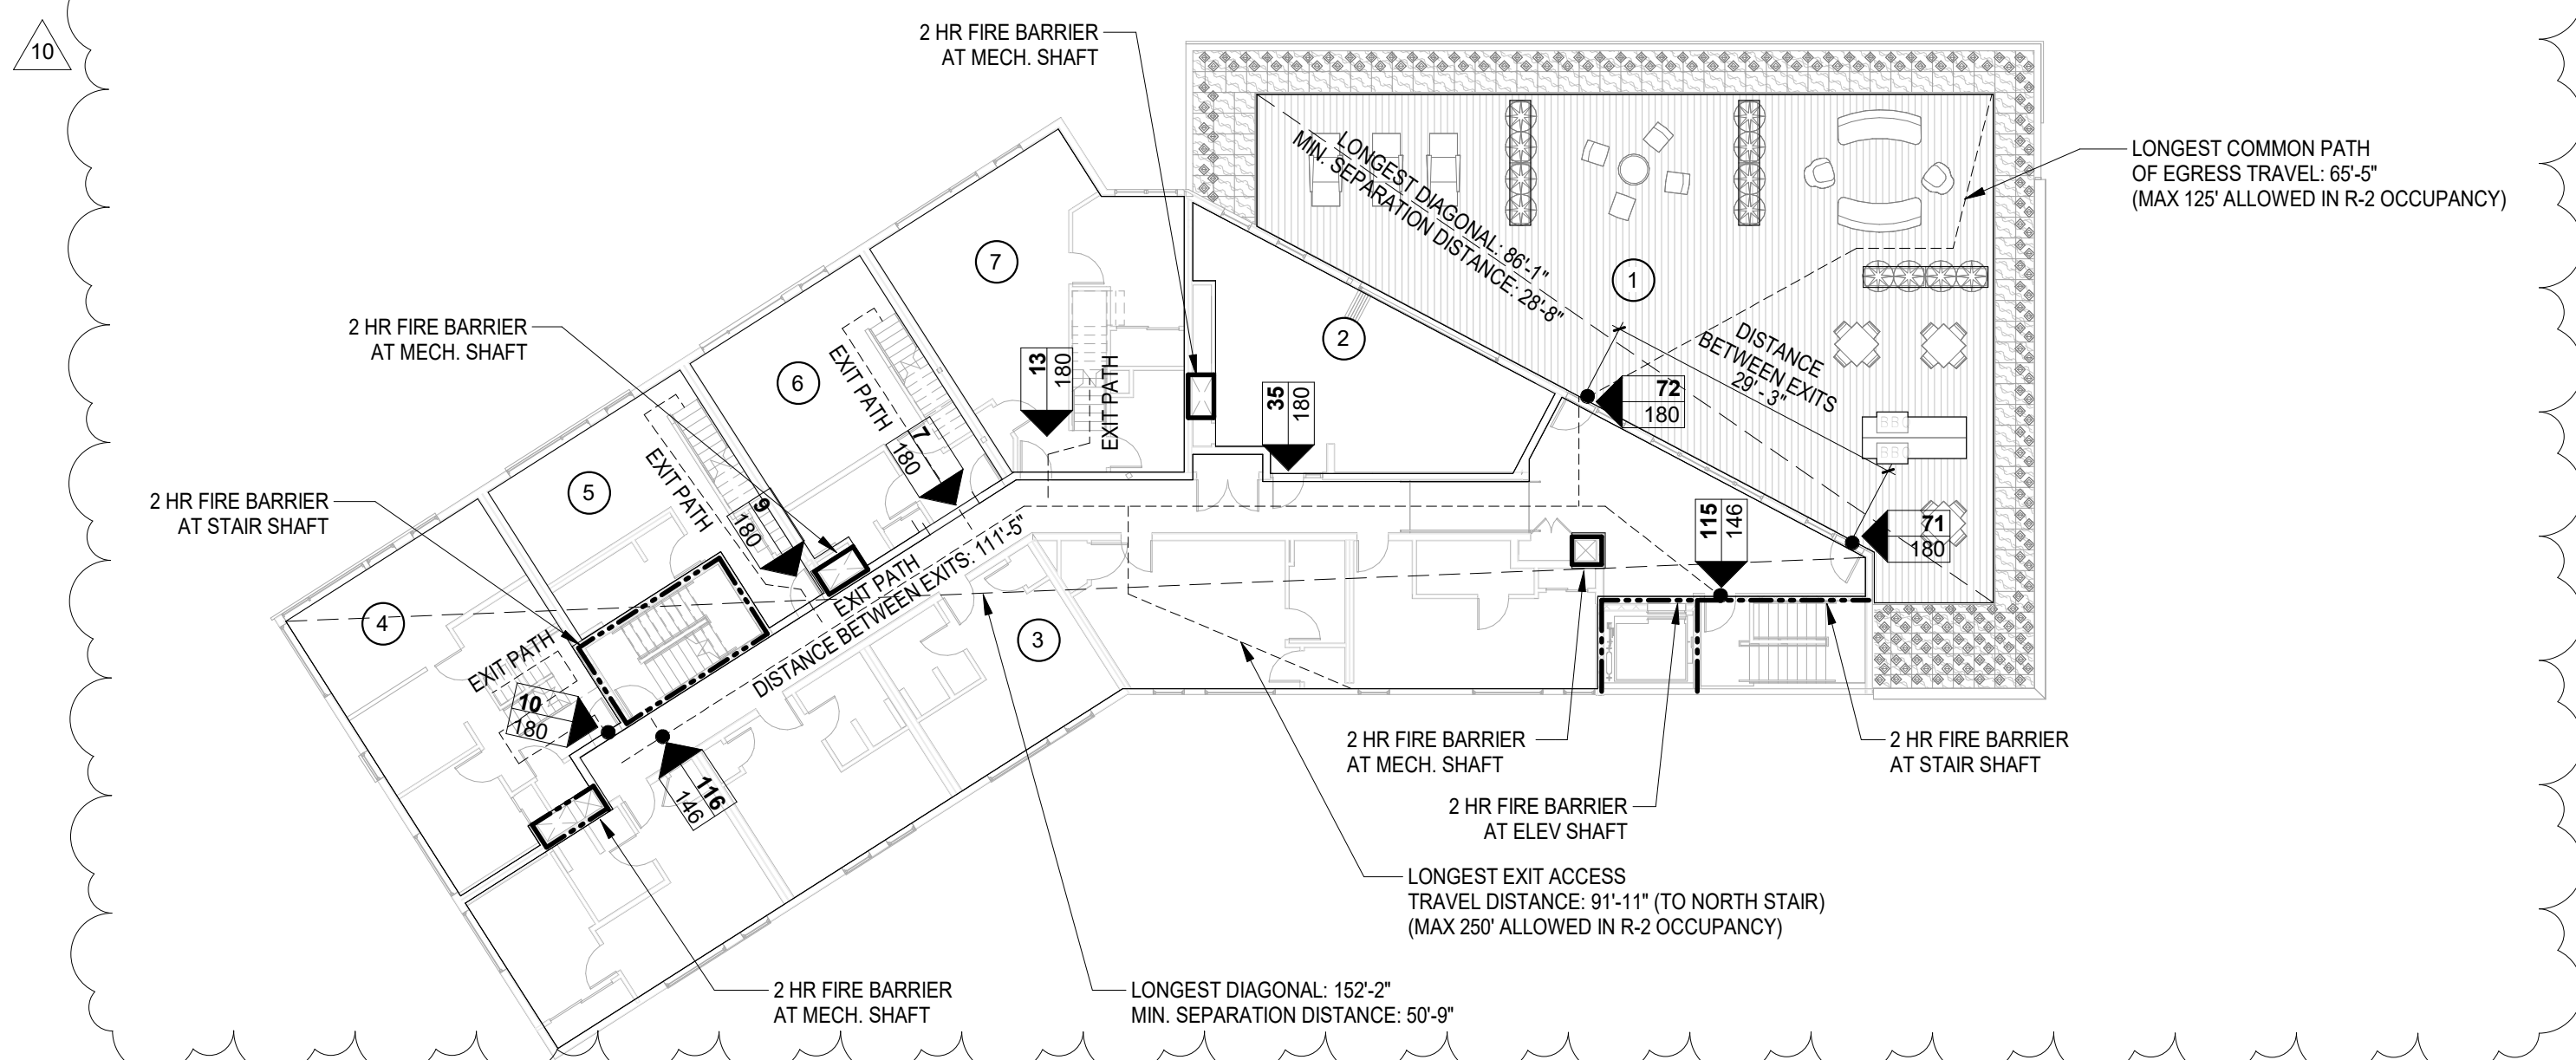 10
2 HR FIRE BARRIER
AT MECH. SHAFT
LONGEST COMMON PATH
OF EGRESS TRAVEL: 65'-5"
(MAX 125' ALLOWED IN R-2 OCCUPANCY)
LONGEST DIAGONAL: 86'-1"
MIN. SEPARATION DISTANCE: 28'-8"
1
7
2
2 HR FIRE BARRIER
AT MECH. SHAFT
6
EXIT PATH
13
180
EXIT PATH
35
180
DISTANCE
BETWEEN EXITS
29'-3"
72
180
BBQ
BBQ
2 HR FIRE BARRIER
AT STAIR SHAFT
5
EXIT PATH
7
180
9
180
115
146
71
180
4
EXIT PATH
EXIT PATH
DISTANCE BETWEEN EXITS: 111'-5"
3
10
180
116
146
2 HR FIRE BARRIER
AT MECH. SHAFT
2 HR FIRE BARRIER
AT STAIR SHAFT
2 HR FIRE BARRIER
AT ELEV SHAFT
LONGEST EXIT ACCESS
TRAVEL DISTANCE: 91'-11" (TO NORTH STAIR)
(MAX 250' ALLOWED IN R-2 OCCUPANCY)
2 HR FIRE BARRIER
AT MECH. SHAFT
LONGEST DIAGONAL: 152'-2"
MIN. SEPARATION DISTANCE: 50'-9"